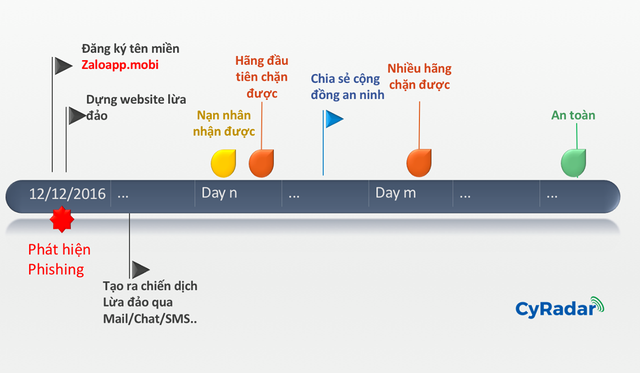 Đăng ký tên miền
Zaloapp.mobi
Dựng website lừa
đảo
Nạn nhân
nhận được
Hãng đầu
tiên chặn
được
Chia sẻ cộng
đồng an ninh
Nhiều hãng
chặn được
An toàn
12/12/2016
...
Day n
...
Day m
...
...
Phát hiện
Phishing
Tạo ra chiến dịch
Lừa đảo qua
Mail/Chat/SMS..
CyRadar